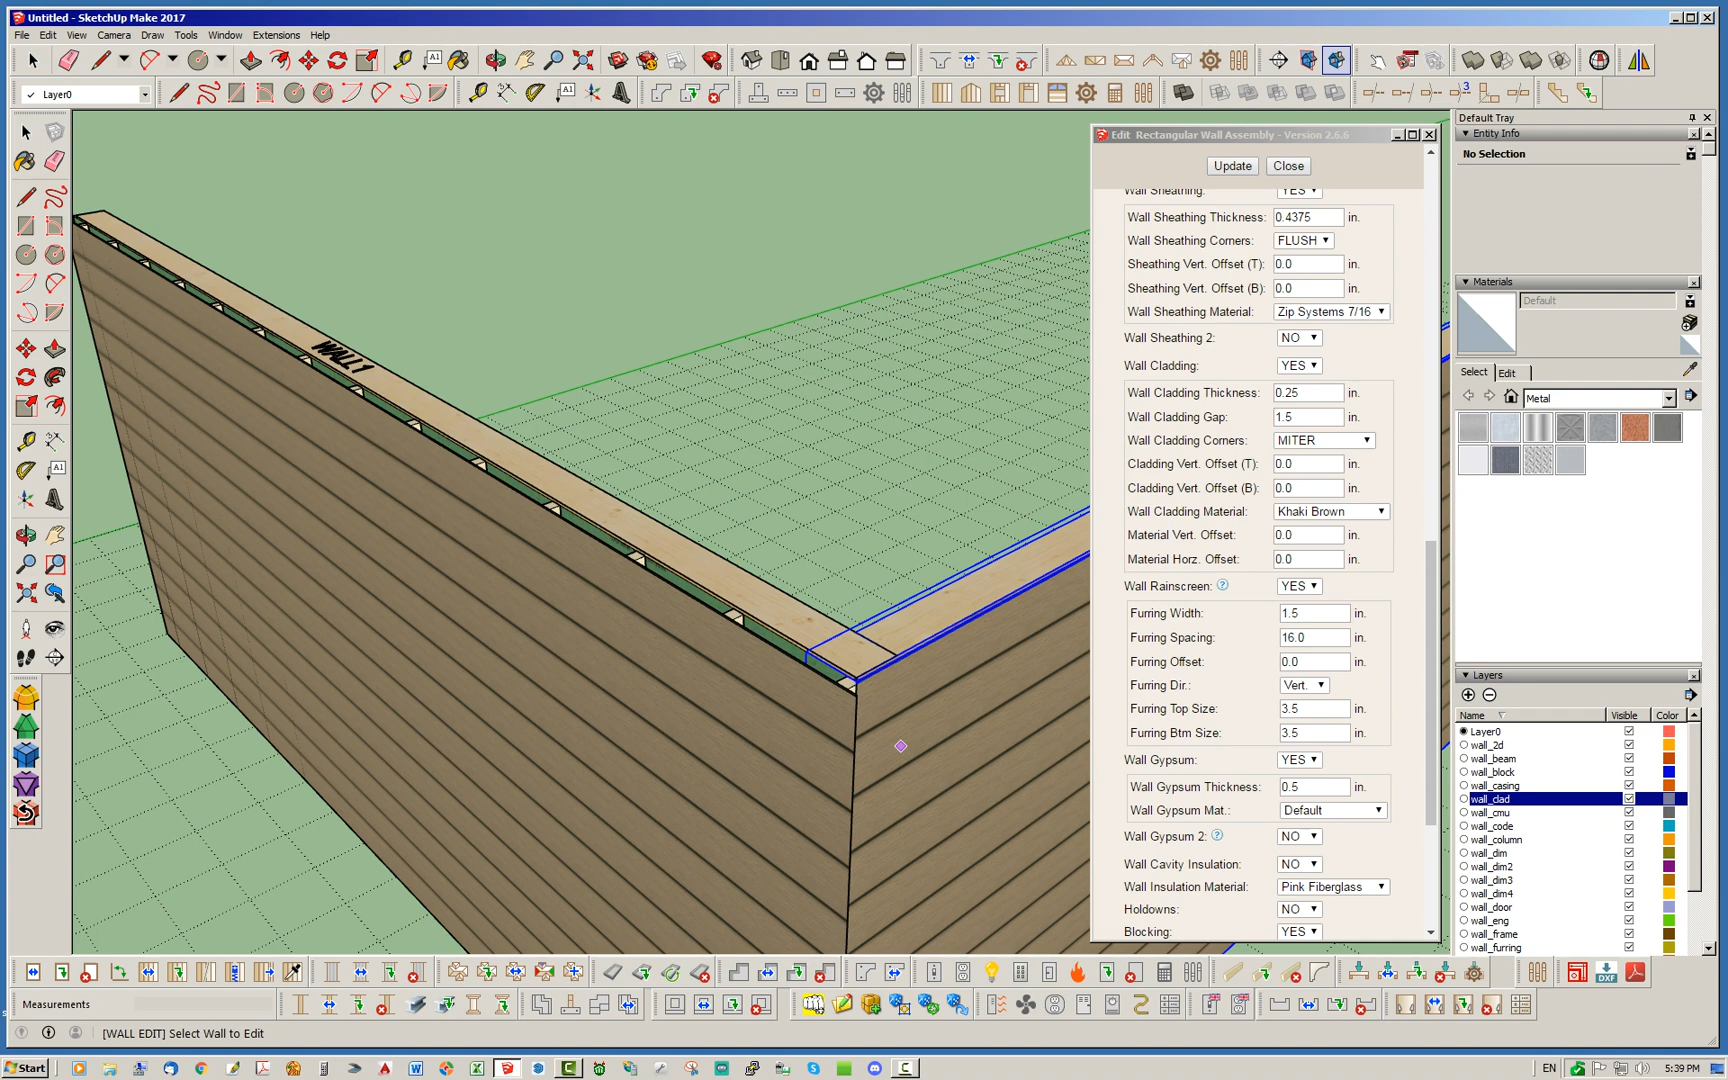 Untitled - SketchUp Make 2017
File Edit View Camera Draw Tools Window Extensions Help
Layer0
WALL1
Edit Rectangular Wall Assembly - Version 2.6.6
Update Close
Wall Sheathing: YES
Wall Sheathing Thickness: 0.4375 in.
Wall Sheathing Corners: FLUSH
Sheathing Vert. Offset (T): 0.0 in.
Sheathing Vert. Offset (B): 0.0 in.
Wall Sheathing Material: Zip Systems 7/16
Wall Sheathing 2: NO
Wall Cladding: YES
Wall Cladding Thickness: 0.25 in.
Wall Cladding Gap: 1.5 in.
Wall Cladding Corners: MITER
Cladding Vert. Offset (T): 0.0 in.
Cladding Vert. Offset (B): 0.0 in.
Wall Cladding Material: Khaki Brown
Material Vert. Offset: 0.0 in.
Material Horz. Offset: 0.0 in.
Wall Rainscreen: ? YES
Furring Width: 1.5 in.
Furring Spacing: 16.0 in.
Furring Offset: 0.0 in.
Furring Dir.: Vert.
Furring Top Size: 3.5 in.
Furring Btm Size: 3.5 in.
Wall Gypsum: YES
Wall Gypsum Thickness: 0.5 in.
Wall Gypsum Mat.: Default
Wall Gypsum 2: ? NO
Wall Cavity Insulation: NO
Wall Insulation Material: Pink Fiberglass
Holdowns: NO
Blocking: YES
Default Tray
Entity Info
No Selection
Materials
Default
Select Edit
Metal
Layers
Name Visible Color
Layer0
wall_2d
wall_beam
wall_block
wall_casing
wall_clad
wall_cmu
wall_code
wall_column
wall_dim
wall_dim2
wall_dim3
wall_dim4
wall_door
wall_eng
wall_frame
wall_furring
Measurements
[WALL EDIT] Select Wall to Edit
Start
EN
5:39 PM